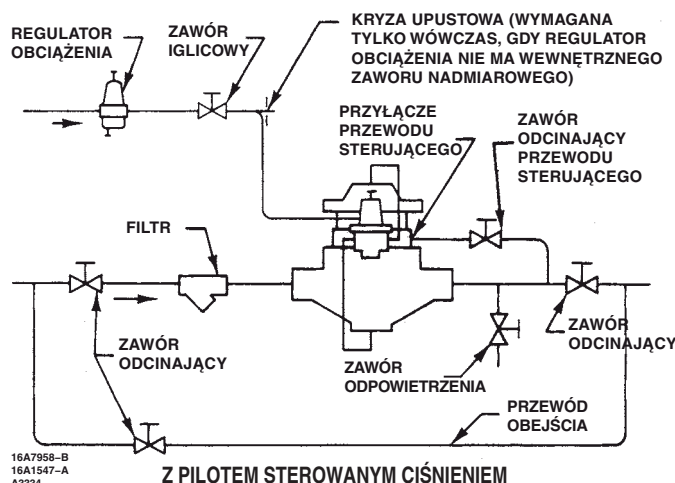 REGULATOR
OBCIĄŻENIA
ZAWÓR
IGLICOWY
KRYZA UPUSTOWA (WYMAGANA
TYLKO WÓWCZAS, GDY REGULATOR
OBCIĄŻENIA NIE MA WEWNĘTRZNEGO
ZAWORU NADMIAROWEGO)
PRZYŁĄCZE
PRZEWODU
STERUJĄCEGO
ZAWÓR
ODCINAJĄCY
PRZEWODU
STERUJĄCEGO
FILTR
ZAWÓR
ODCINAJĄCY
ZAWÓR
ODPOWIETRZENIA
ZAWÓR
ODCINAJĄCY
PRZEWÓD
OBEJŚCIA
16A7958–B
16A1547–A
A2224
Z PILOTEM STEROWANYM CIŚNIENIEM